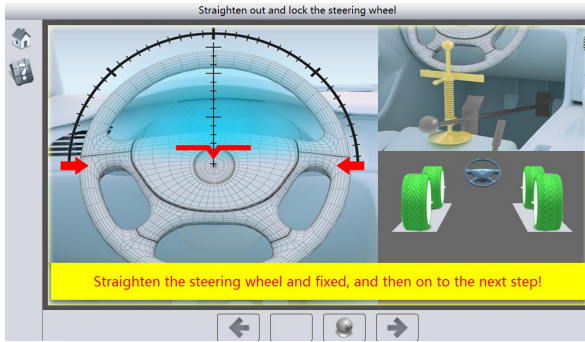 Straighten out and lock the steering wheel
Straighten the steering wheel and fixed, and then on to the next step!